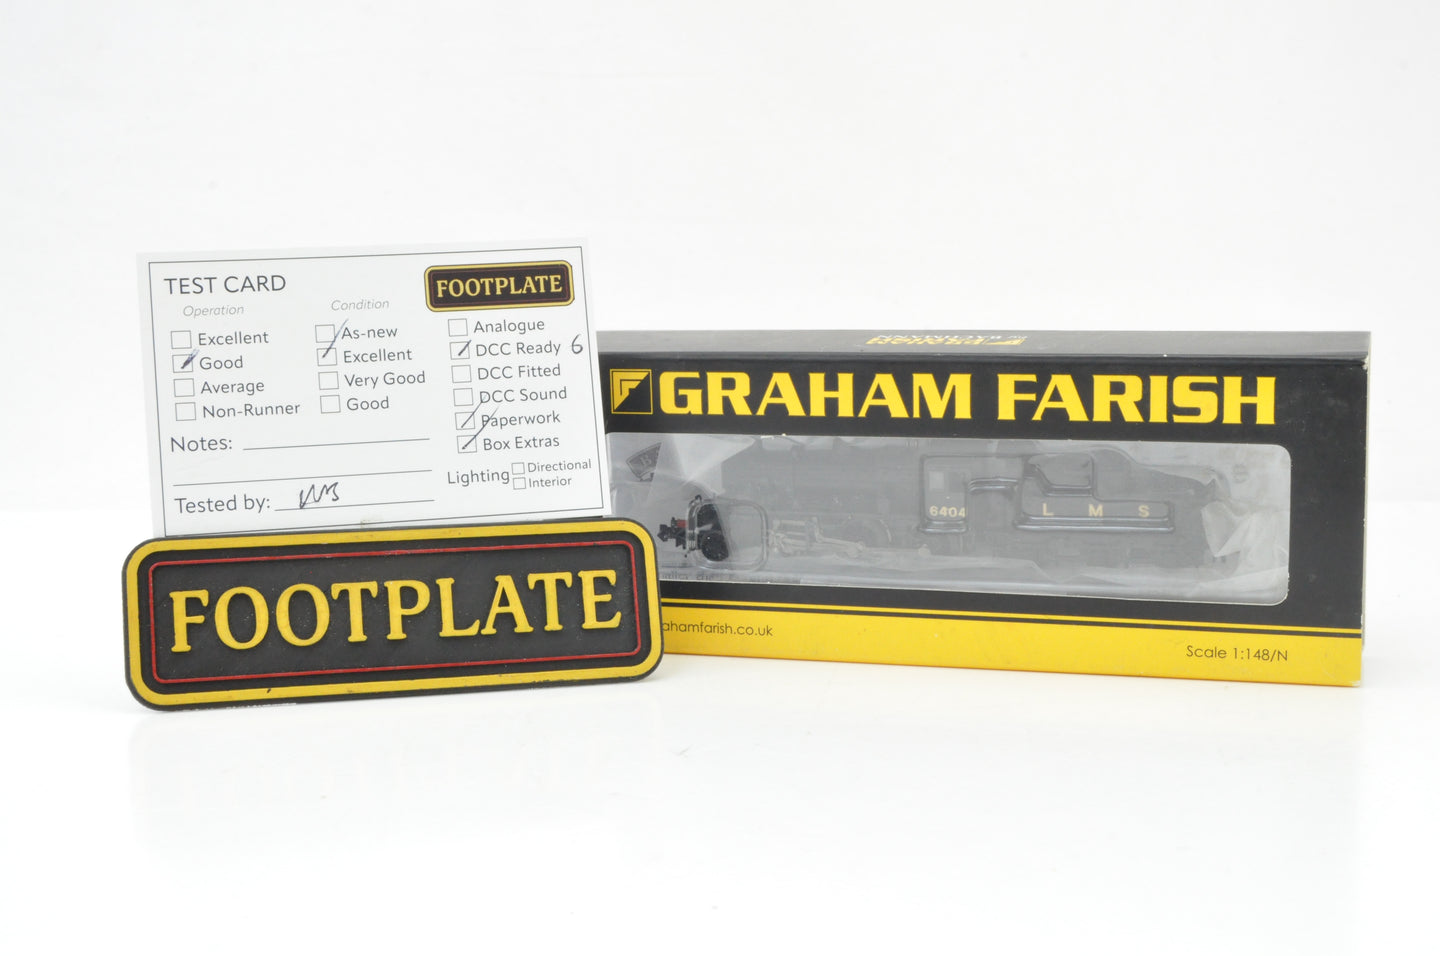 TEST CARD
FOOTPLATE
Operation
Excellent
Good
Average
Non-Runner
Condition
As-new
Excellent
Very Good
Good
Analogue
DCC Ready 6
DCC Fitted
DCC Sound
Paperwork
Box Extras
Notes:
Lighting
Directional
Interior
Tested by:
FOOTPLATE
GRAHAM FARISH
6404
L M S
ahamfarish.co.uk
Scale 1:148/N